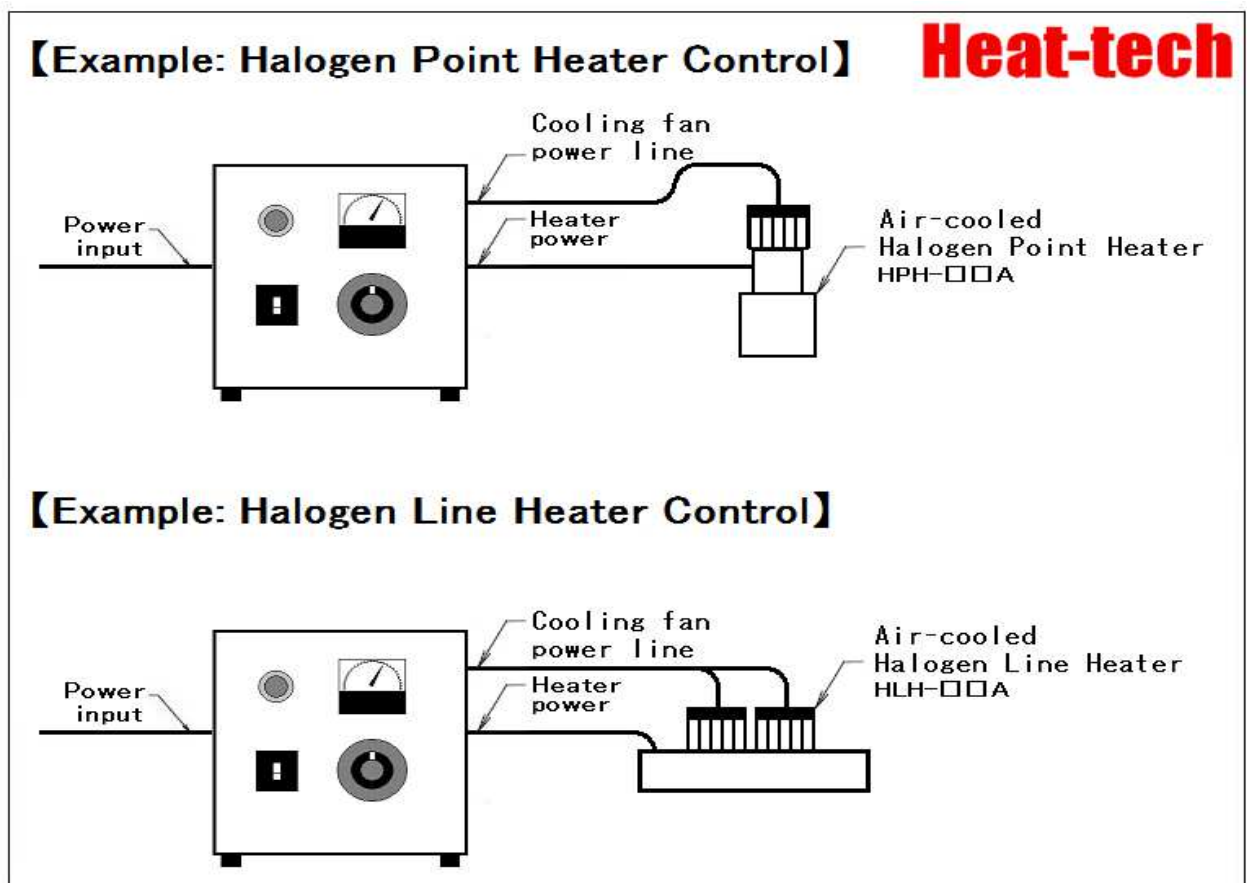 【Example: Halogen Point Heater Control】
Heat-tech
Cooling fan
power line
Power
input
Heater
power
Air-cooled
Halogen Point Heater
HPH-□□A
【Example: Halogen Line Heater Control】
Cooling fan
power line
Power
input
Heater
power
Air-cooled
Halogen Line Heater
HLH-□□A